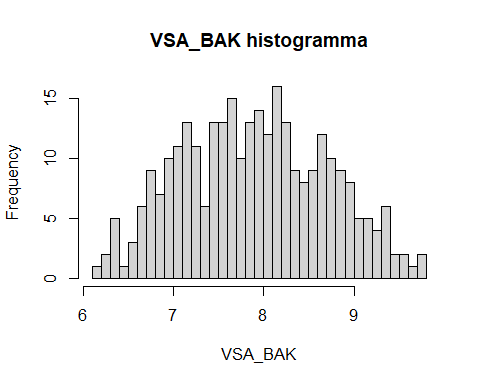 VSA_BAK histogramma
Frequency
15
10
5
0
6 7 8 9
VSA_BAK